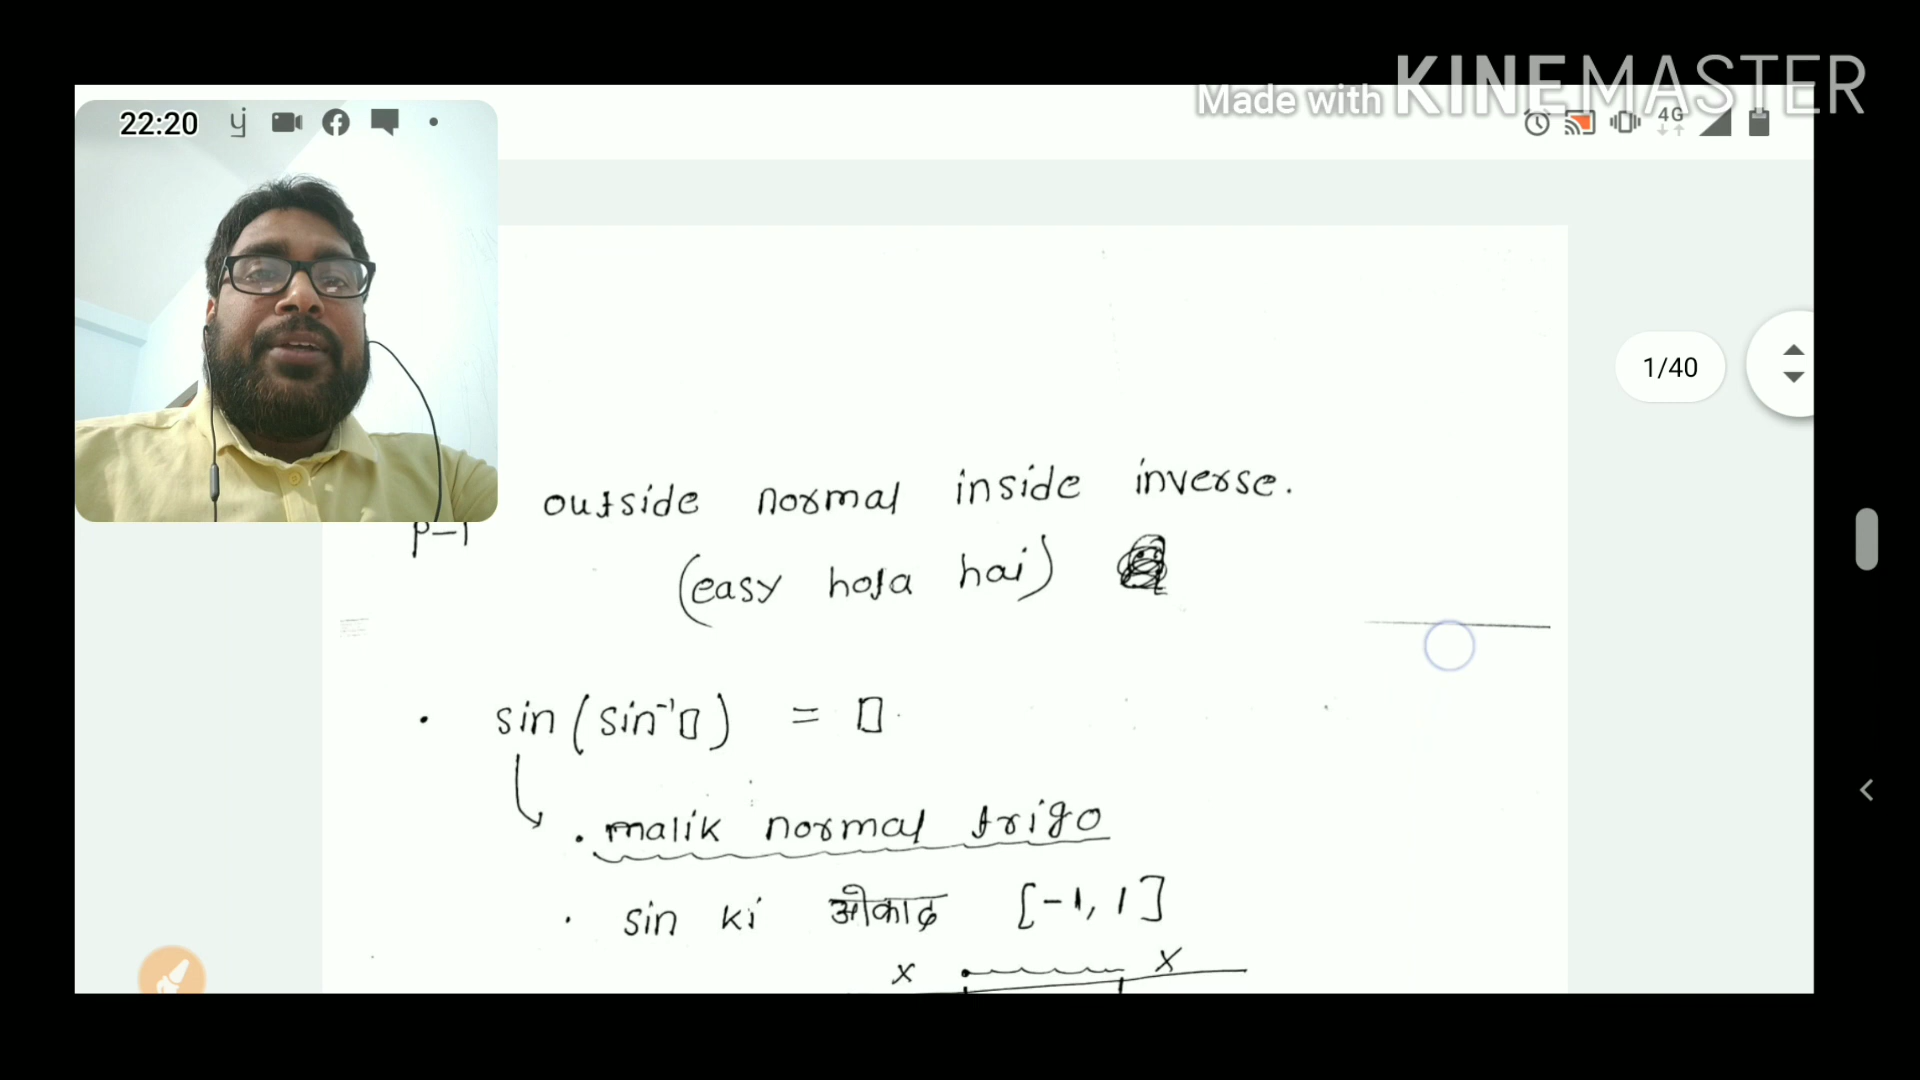 Made with KINEMASTER
22:20
4G
1/40
outside normal inside inverse.
P-1
(easy hota hai)
• sin(sin⁻¹▯) = ▯.
• malik normal trigo
• sin ki औकाद [-1, 1]
x x